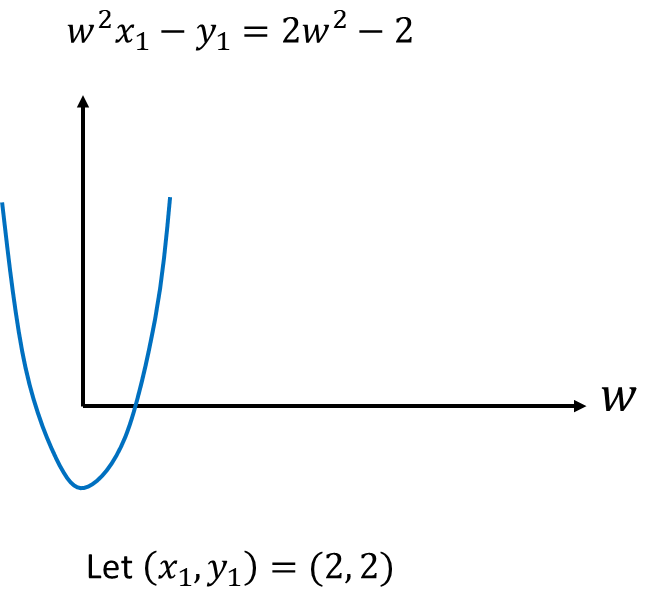 w²x₁ − y₁ = 2w² − 2
w
Let (x₁, y₁) = (2, 2)